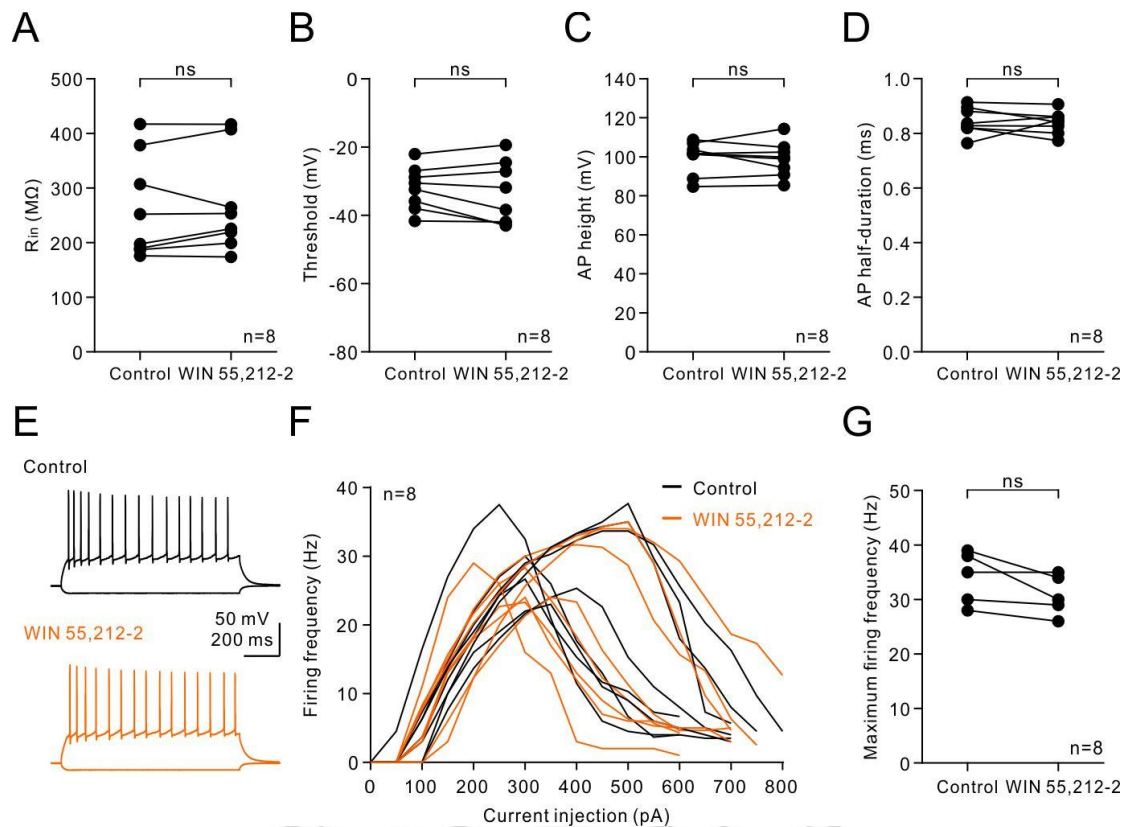 A
B
C
D
ns
ns
ns
ns
500
400
300
200
100
0
Rin (MΩ)
n=8
Control WIN 55,212-2
0
-20
-40
-60
-80
Threshold (mV)
n=8
Control WIN 55,212-2
140
120
100
80
60
40
20
0
AP height (mV)
n=8
Control WIN 55,212-2
1.0
0.8
0.6
0.4
0.2
0.0
AP half-duration (ms)
n=8
Control WIN 55,212-2
E
Control
50 mV
200 ms
WIN 55,212-2
F
n=8
Control
WIN 55,212-2
40
30
20
10
0
Firing frequency (Hz)
0 100 200 300 400 500 600 700 800
Current injection (pA)
G
ns
50
40
30
20
10
0
Maximum firing frequency (Hz)
n=8
Control WIN 55,212-2